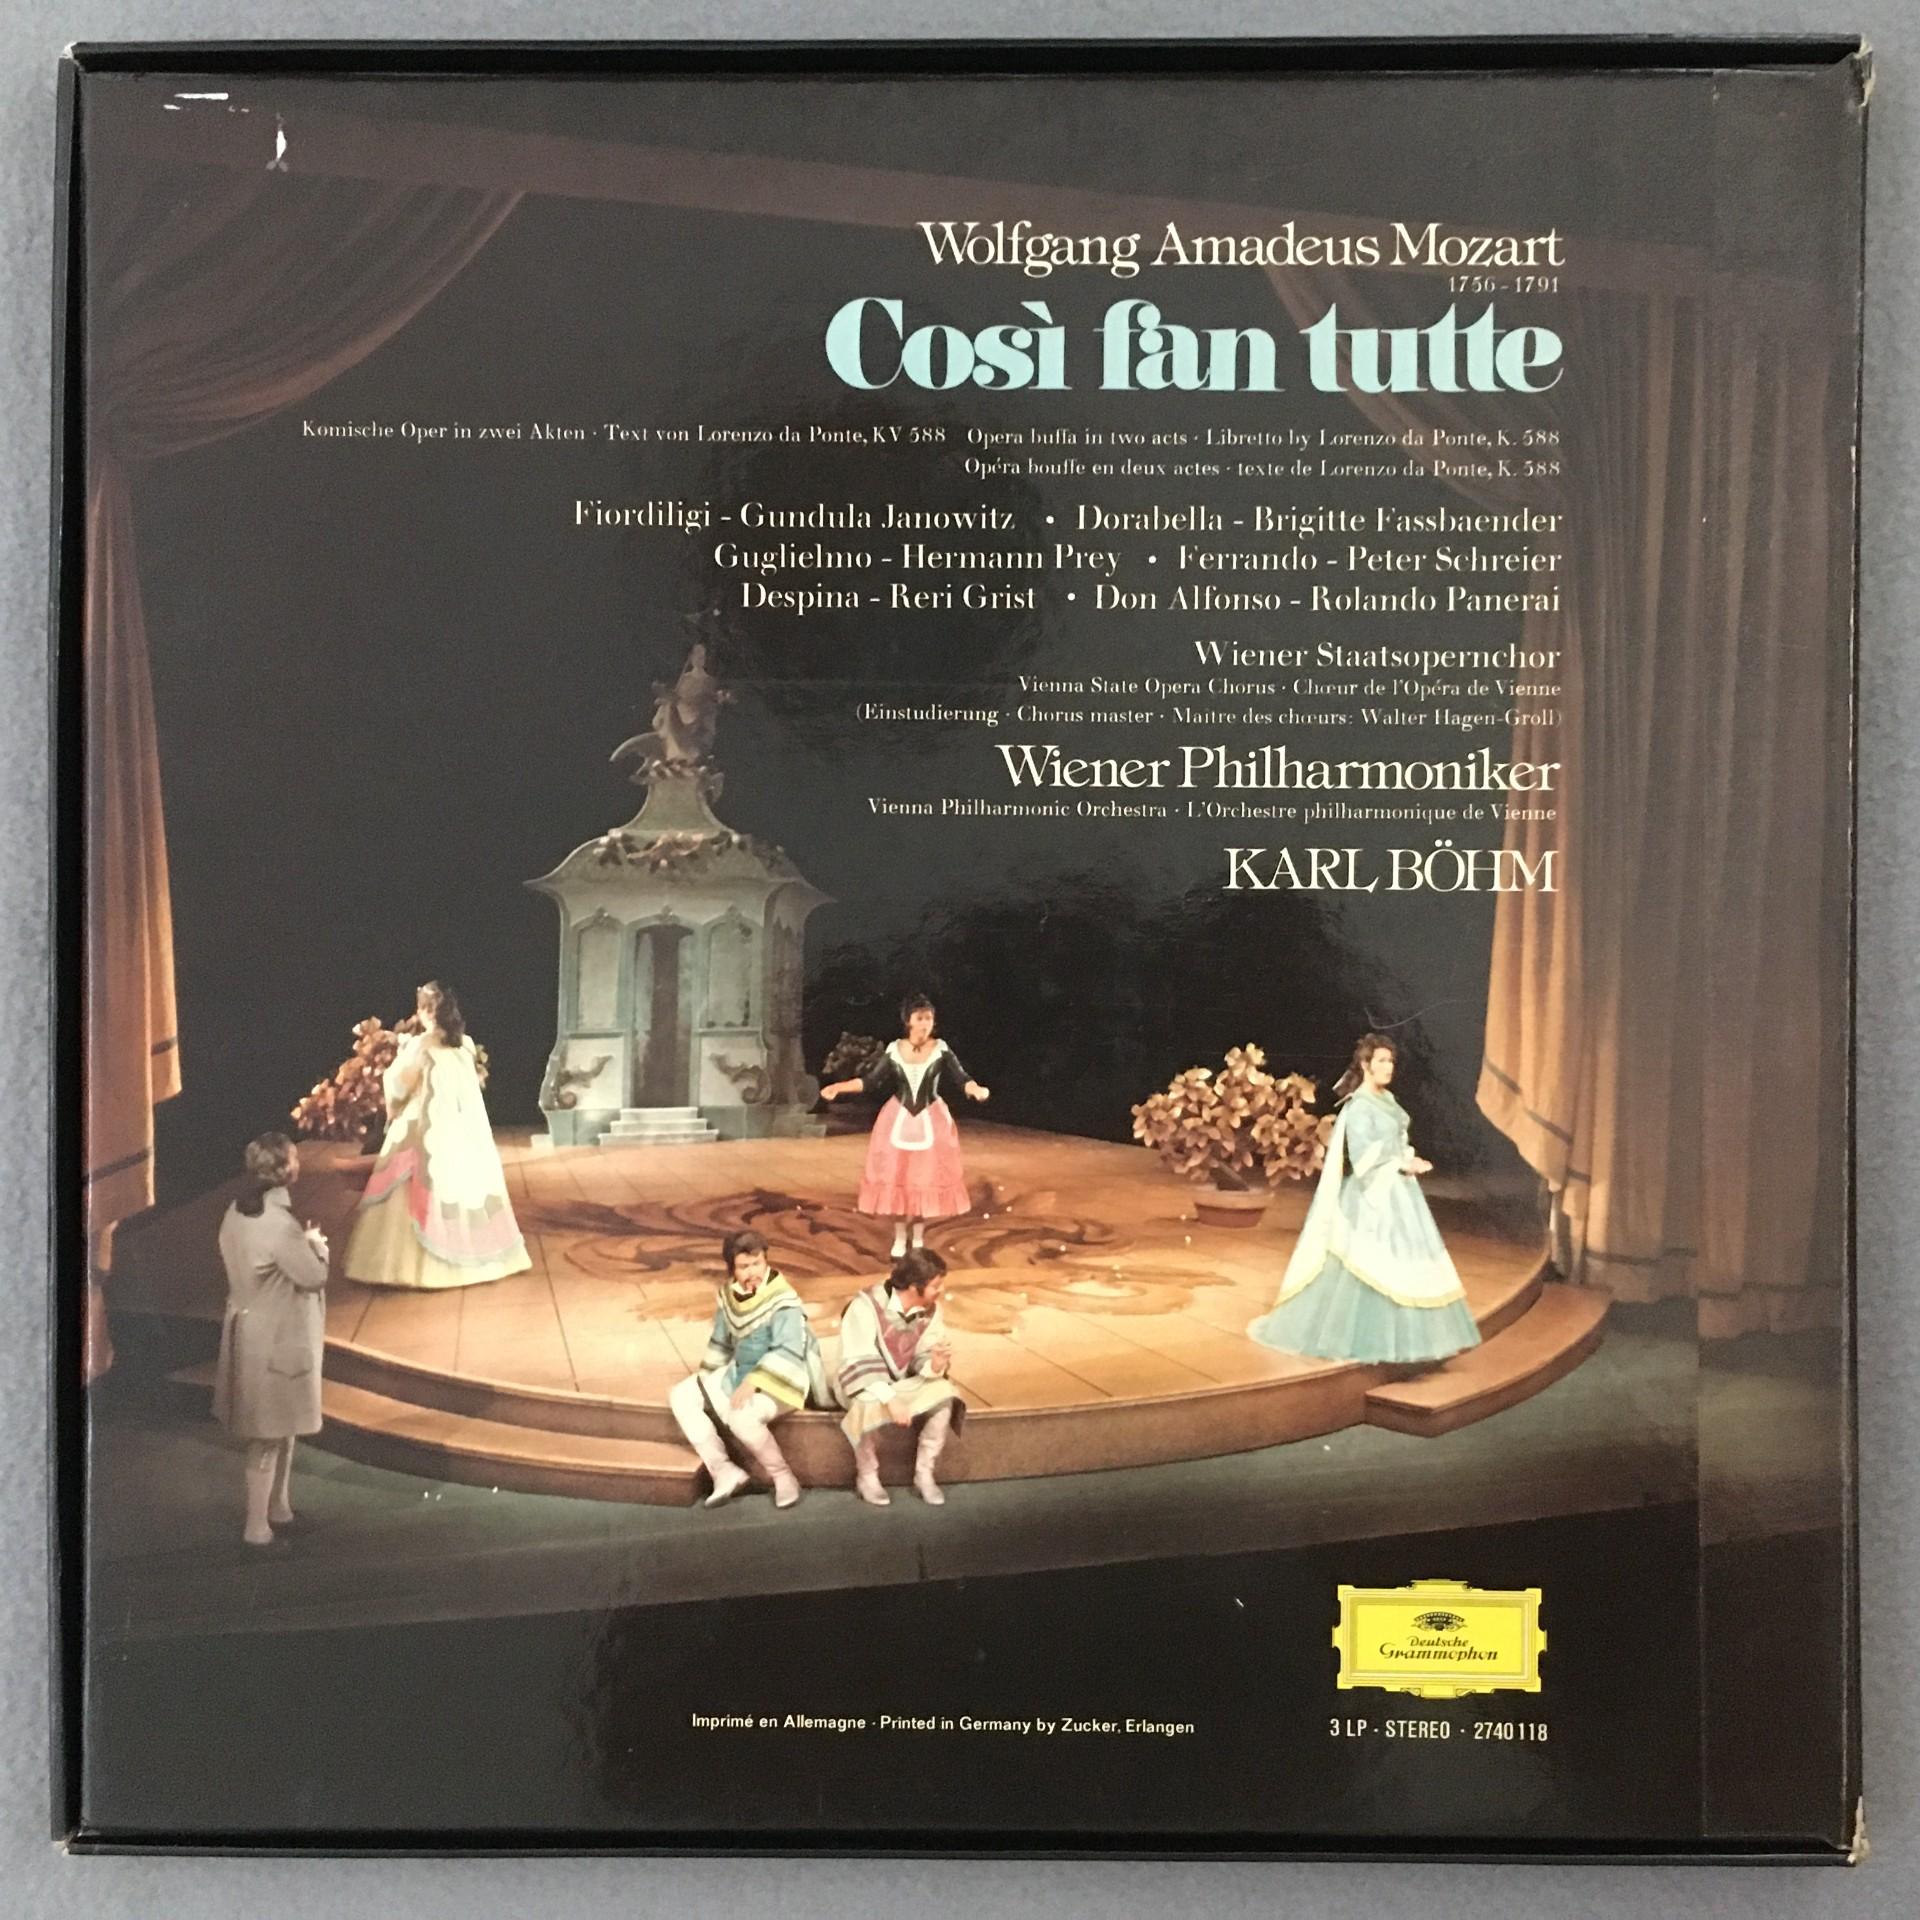 Wolfgang Amadeus Mozart
1756-1791
Così fan tutte
Komische Oper in zwei Akten · Text von Lorenzo da Ponte, KV 588 Opera buffa in two acts · Libretto by Lorenzo da Ponte, K. 588
Opéra bouffe en deux actes · texte de Lorenzo da Ponte, K. 588
Fiordiligi - Gundula Janowitz • Dorabella - Brigitte Fassbaender
Guglielmo - Hermann Prey • Ferrando - Peter Schreier
Despina - Reri Grist • Don Alfonso - Rolando Panerai
Wiener Staatsopernchor
Vienna State Opera Chorus · Chœur de l'Opéra de Vienne
(Einstudierung · Chorus master · Maître des chœurs: Walter Hagen-Groll)
Wiener Philharmoniker
Vienna Philharmonic Orchestra · L'Orchestre philharmonique de Vienne
KARL BÖHM
Deutsche
Grammophon
Imprimé en Allemagne · Printed in Germany by Zucker, Erlangen
3 LP · STEREO · 2740118